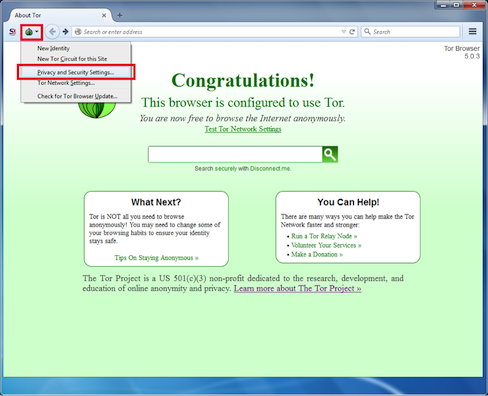 About Tor
Search or enter address
Search
New Identity
New Tor Circuit for this Site
Privacy and Security Settings...
Tor Network Settings...
Check for Tor Browser Update...
Tor Browser
5.0.3
Congratulations!
This browser is configured to use Tor.
You are now free to browse the Internet anonymously.
Test Tor Network Settings
Search securely with Disconnect.me.
What Next?
Tor is NOT all you need to browse
anonymously! You may need to change some
of your browsing habits to ensure your identity
stays safe.
Tips On Staying Anonymous »
You Can Help!
There are many ways you can help make the Tor
Network faster and stronger:
• Run a Tor Relay Node »
• Volunteer Your Services »
• Make a Donation »
The Tor Project is a US 501(c)(3) non-profit dedicated to the research, development, and
education of online anonymity and privacy. Learn more about The Tor Project »